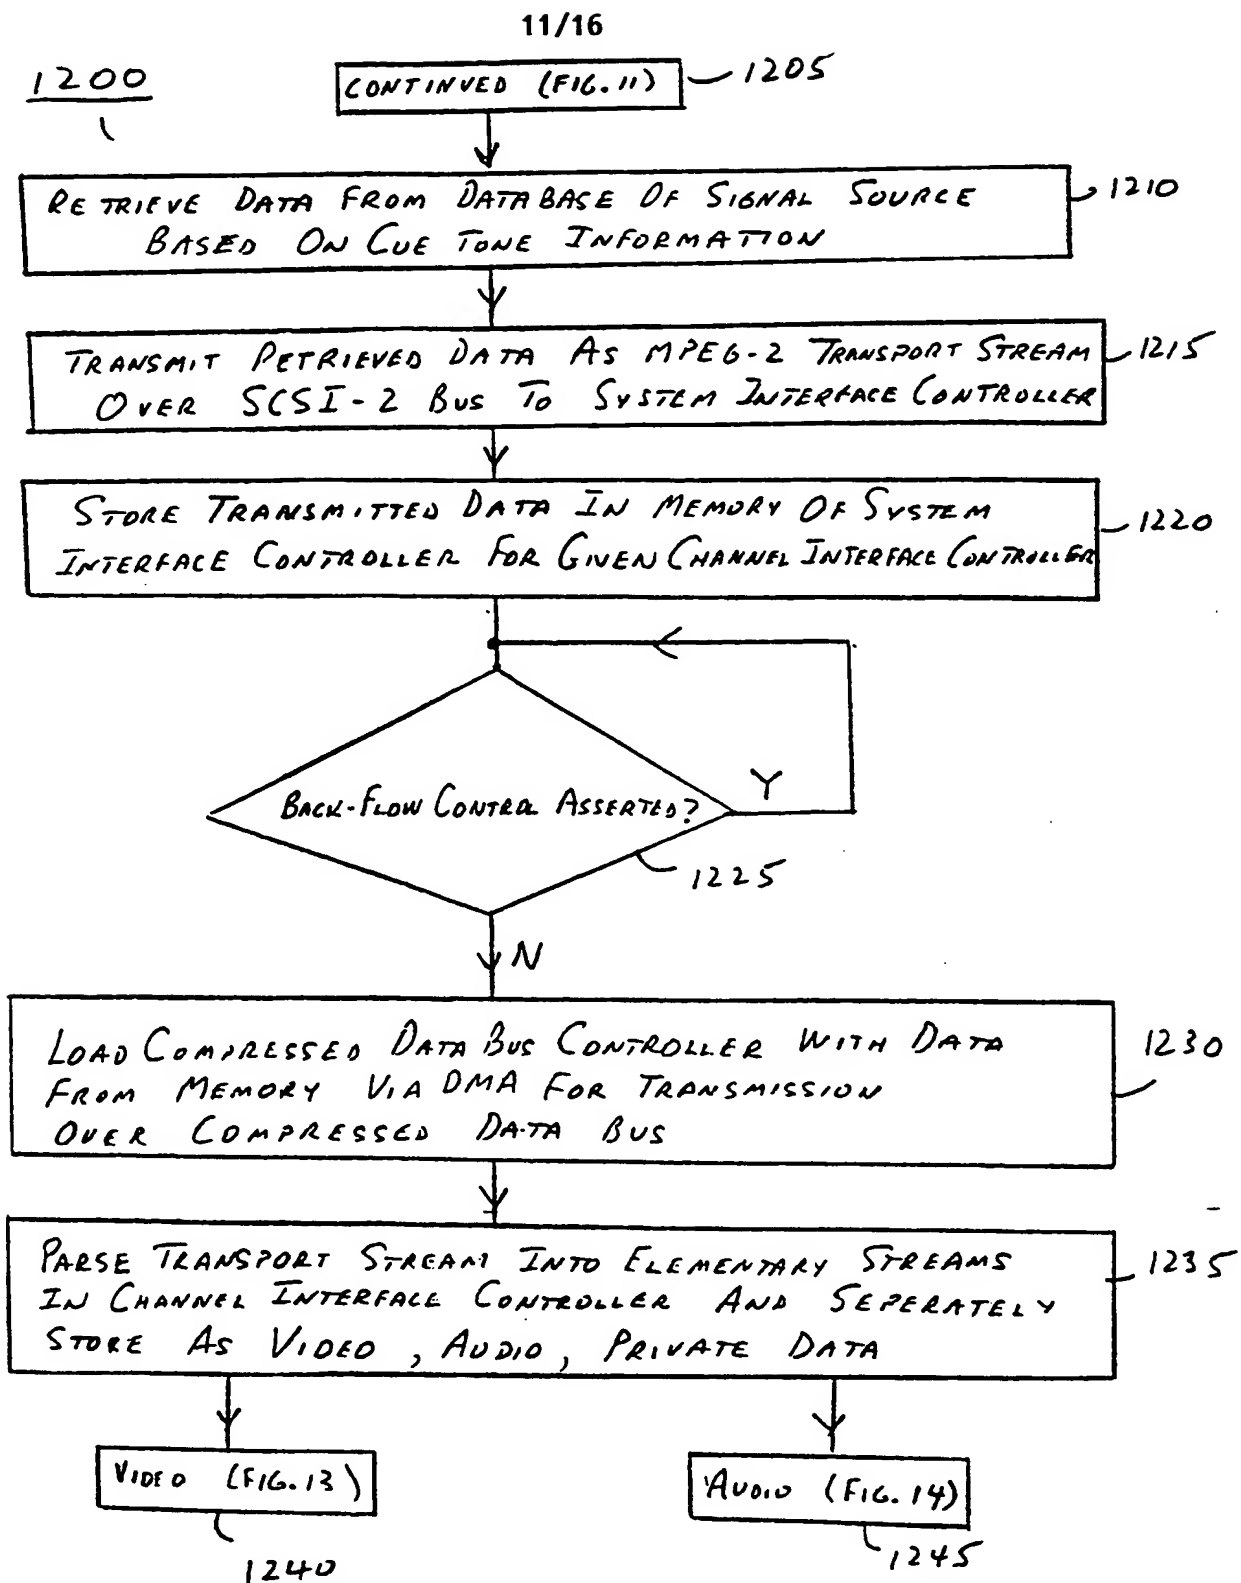 11/16
1200
CONTINUED (FIG. 11)
1205
RETRIEVE DATA FROM DATABASE OF SIGNAL SOURCE
BASED ON CUE TONE INFORMATION
1210
TRANSMIT RETRIEVED DATA AS MPEG-2 TRANSPORT STREAM
OVER SCSI-2 BUS TO SYSTEM INTERFACE CONTROLLER
1215
STORE TRANSMITTED DATA IN MEMORY OF SYSTEM
INTERFACE CONTROLLER FOR GIVEN CHANNEL INTERFACE CONTROLLER
1220
BACK-FLOW CONTROL ASSERTED?
Y
1225
N
LOAD COMPRESSED DATA BUS CONTROLLER WITH DATA
FROM MEMORY VIA DMA FOR TRANSMISSION
OVER COMPRESSED DATA BUS
1230
PARSE TRANSPORT STREAM INTO ELEMENTARY STREAMS
IN CHANNEL INTERFACE CONTROLLER AND SEPERATELY
STORE AS VIDEO, AUDIO, PRIVATE DATA
1235
VIDEO (FIG. 13)
AUDIO (FIG. 14)
1240
1245